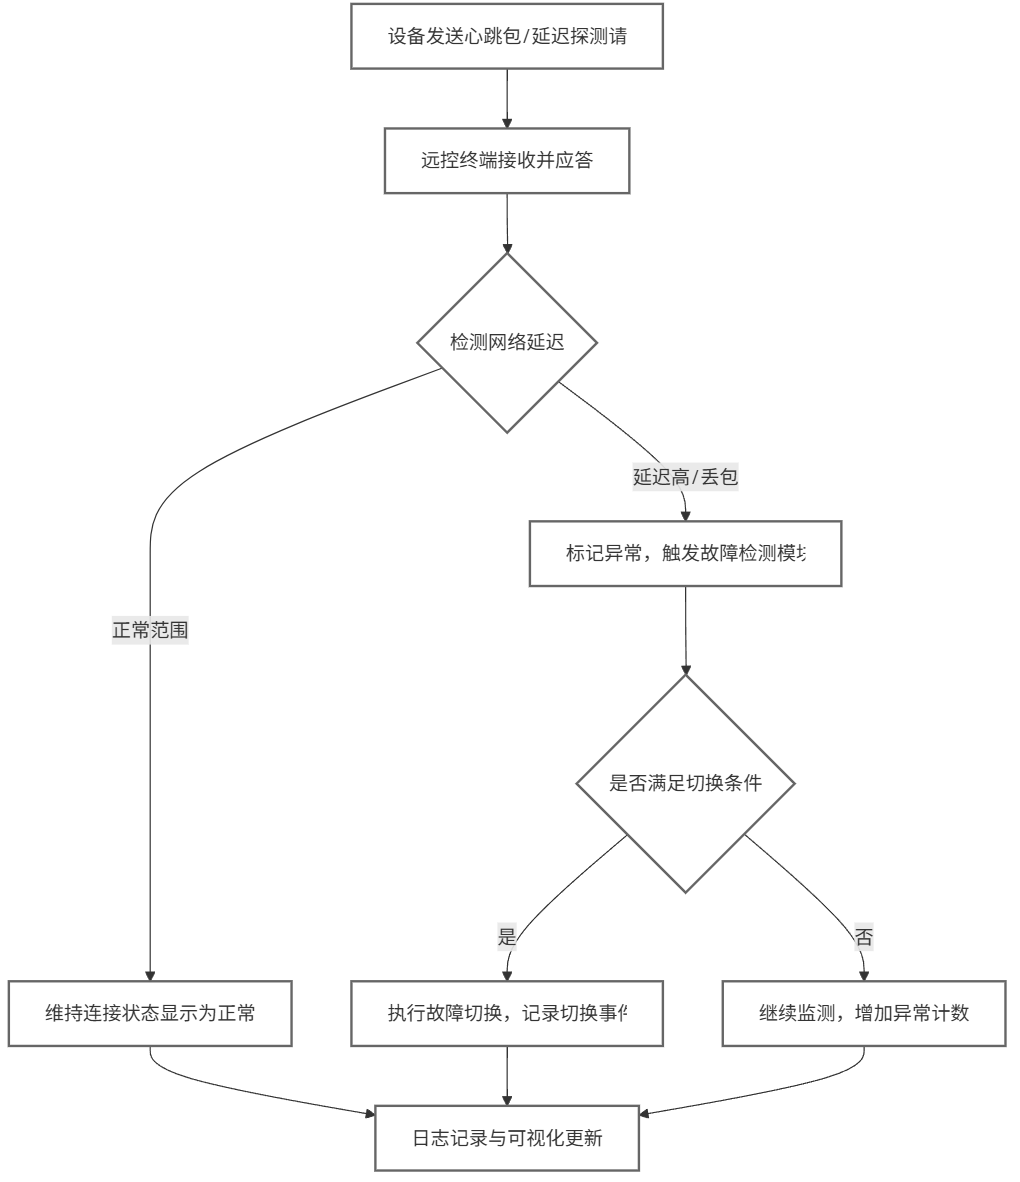 设备发送心跳包/延迟探测请
远控终端接收并应答
检测网络延迟
延迟高/丢包
标记异常，触发故障检测模
正常范围
是否满足切换条件
是
否
维持连接状态显示为正常
执行故障切换，记录切换事
继续监测，增加异常计数
日志记录与可视化更新